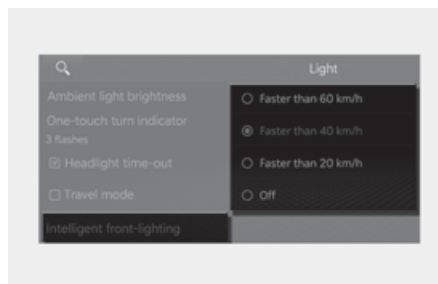 Light
Ambient light brightness
One-touch turn indicator
3 flashes
Headlight time-out
Travel mode
Intelligent front-lighting
Faster than 60 km/h
Faster than 40 km/h
Faster than 20 km/h
Off